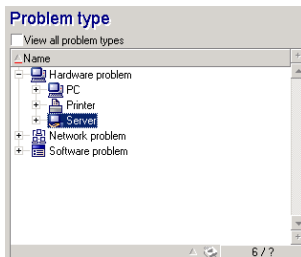 Problem type
View all problem types
Name
Hardware problem
PC
Printer
Server
Network problem
Software problem
6 / ?